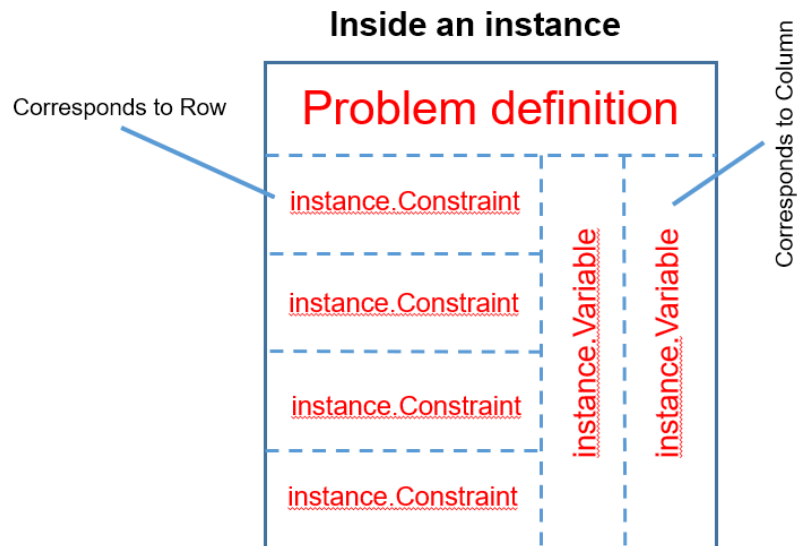 Inside an instance
Corresponds to Row
Problem definition
Corresponds to Column
instance.Constraint
instance.Constraint
instance.Constraint
instance.Constraint
instance.Variable
instance.Variable